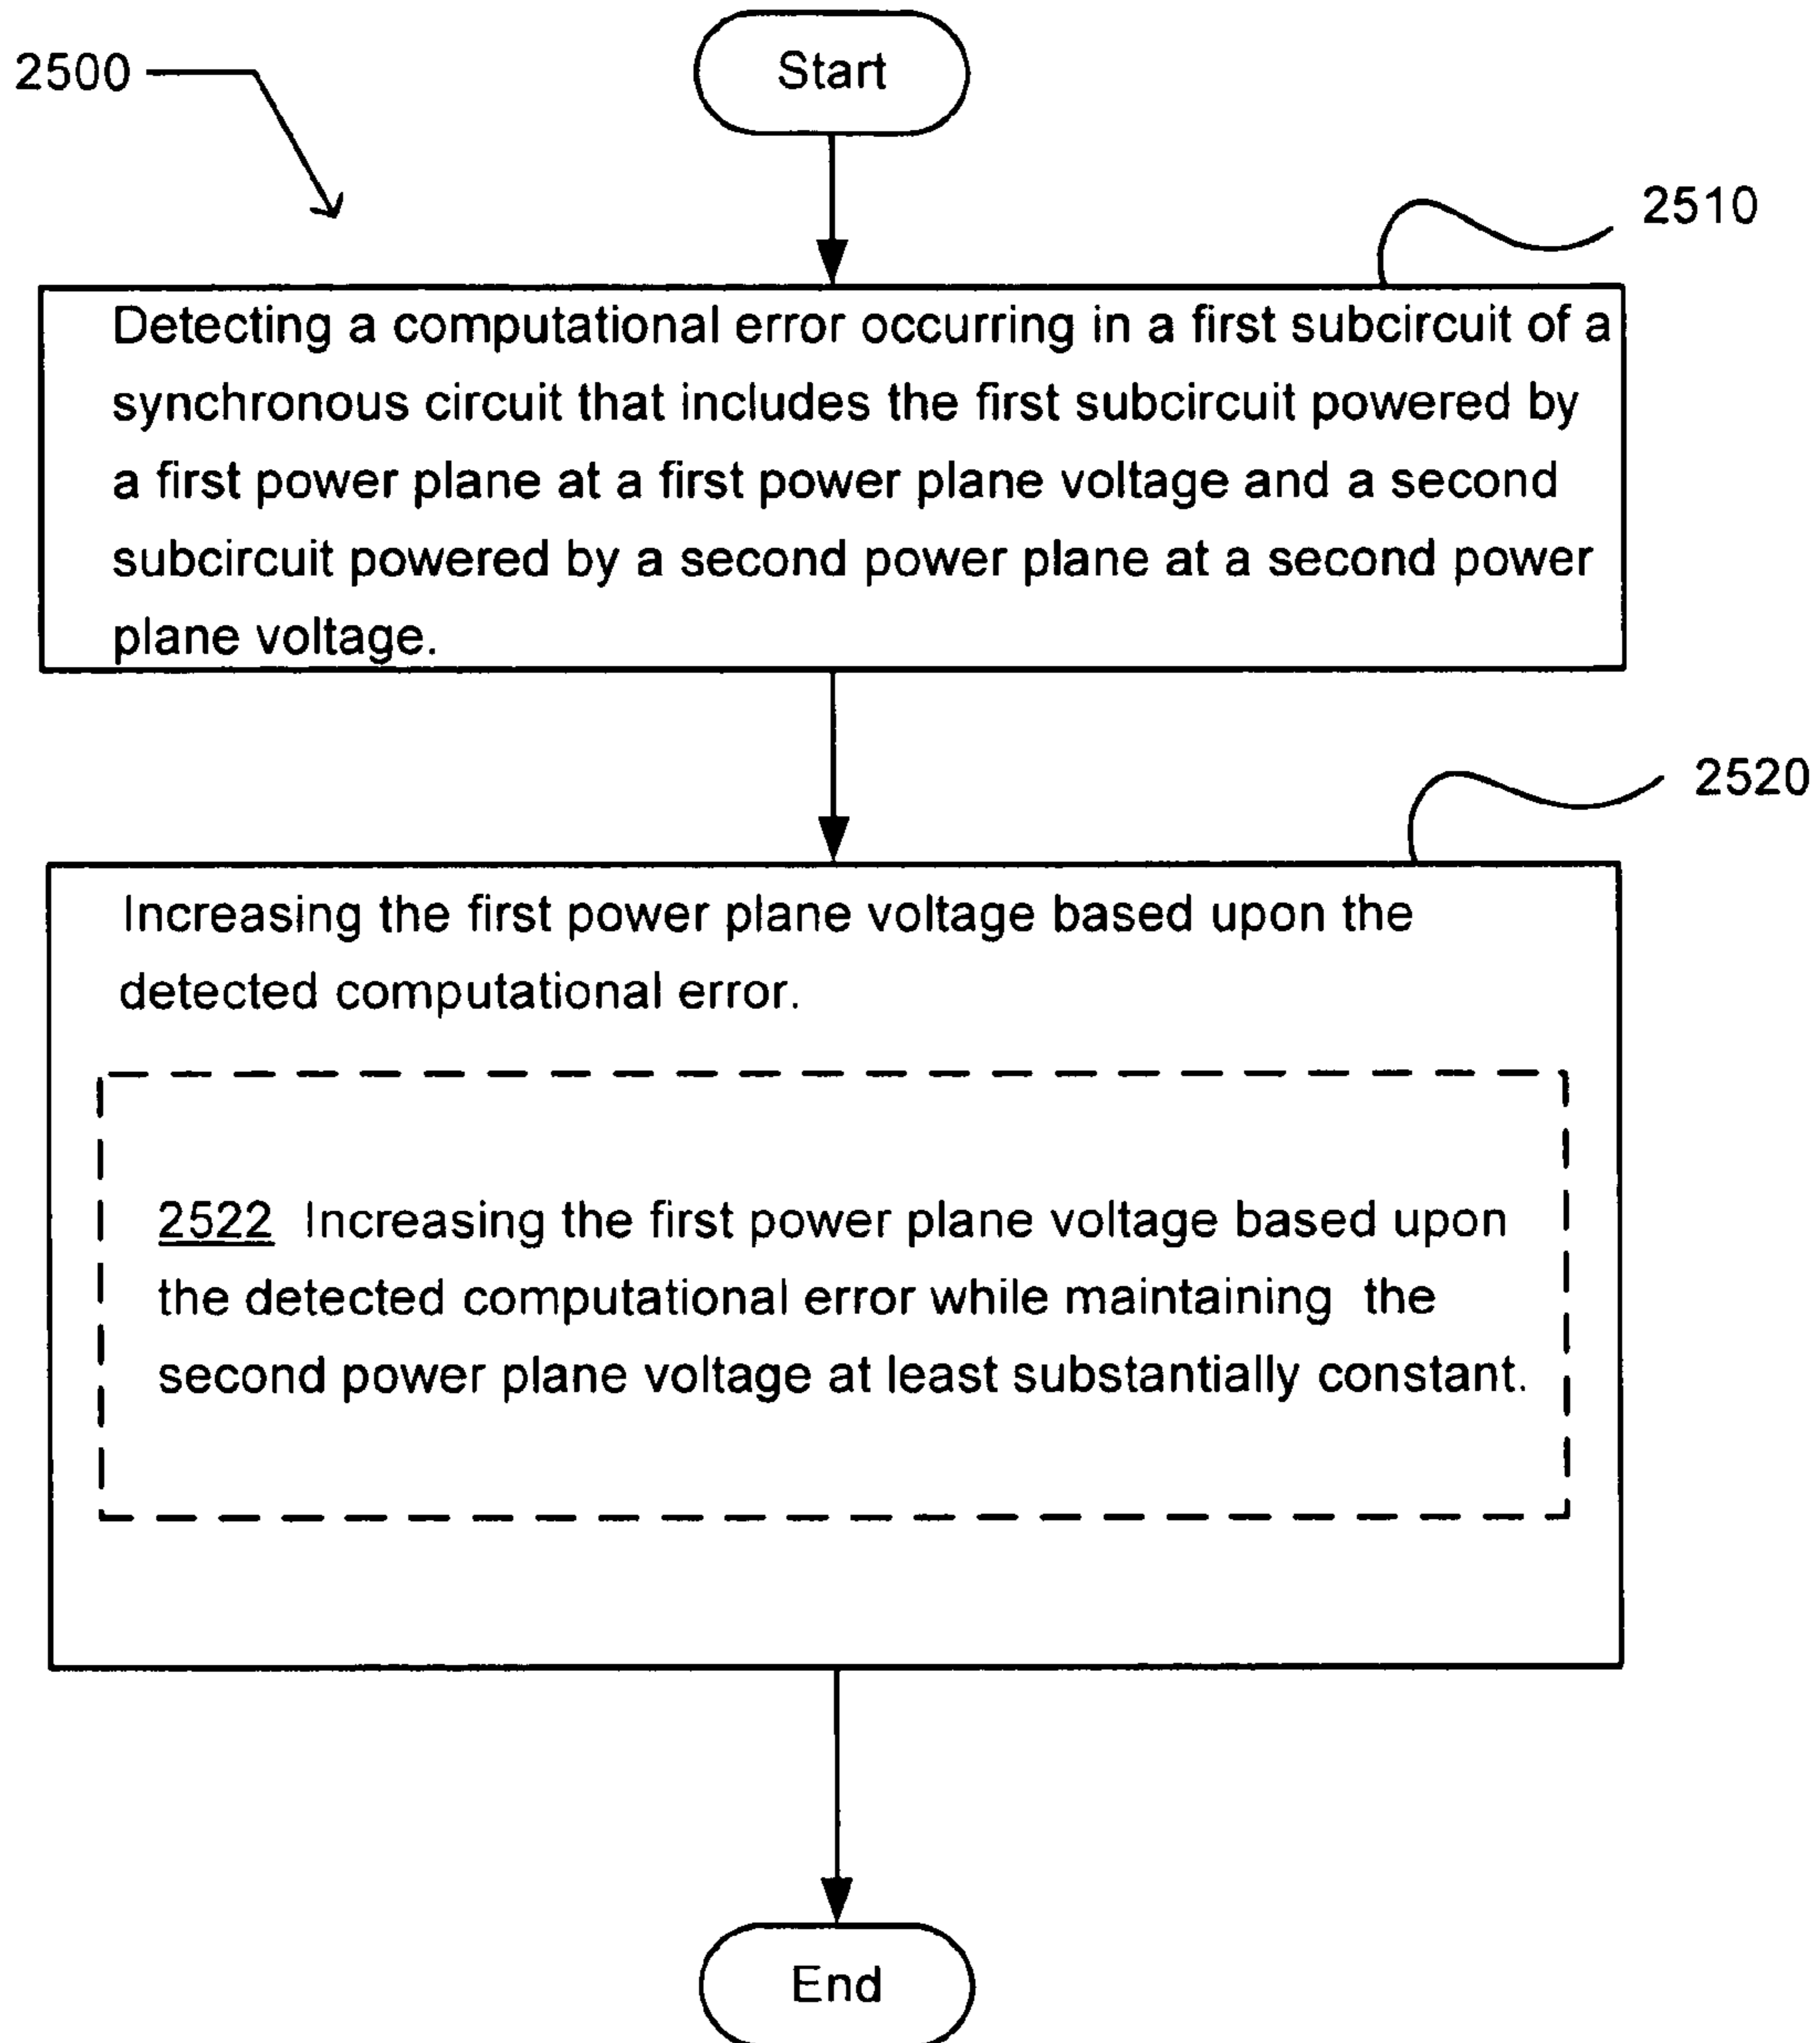 Start
2500
2510
Detecting a computational error occurring in a first subcircuit of a
synchronous circuit that includes the first subcircuit powered by
a first power plane at a first power plane voltage and a second
subcircuit powered by a second power plane at a second power
plane voltage.
2520
Increasing the first power plane voltage based upon the
detected computational error.
2522 Increasing the first power plane voltage based upon
the detected computational error while maintaining the
second power plane voltage at least substantially constant.
End